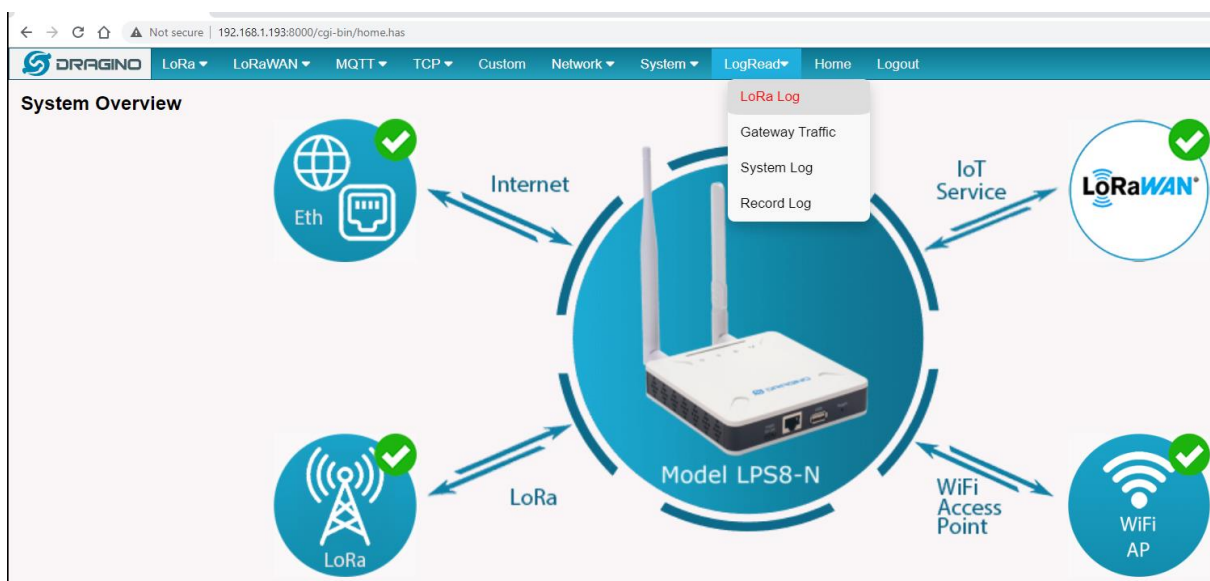 Not secure | 192.168.1.193:8000/cgi-bin/home.has
DRAGINO LoRa LoRaWAN MQTT TCP Custom Network System LogRead Home Logout
System Overview
LoRa Log
Gateway Traffic
System Log
Record Log
Eth
Internet
IoT
Service
LoRaWAN®
DRAGINO
Model LPS8-N
LoRa
LoRa
WiFi
Access
Point
WiFi
AP